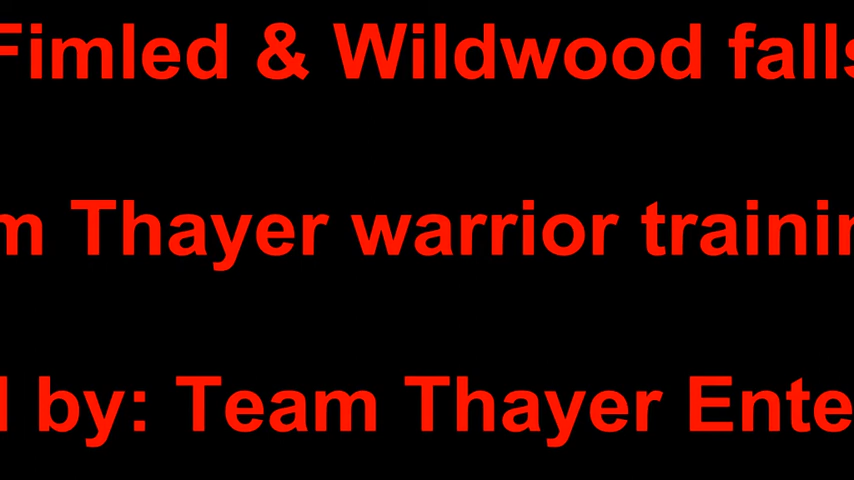 Fimled & Wildwood falls
m Thayer warrior trainin
d by: Team Thayer Ente